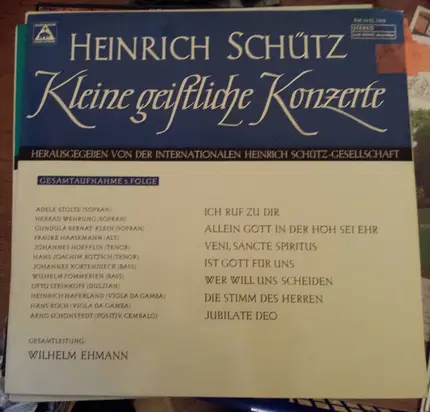 HEINRICH SCHÜTZ
Kleine geistliche Konzerte
HERAUSGEGEBEN VON DER INTERNATIONALEN HEINRICH SCHÜTZ-GESELLSCHAFT
GESAMTAUFNAHME 5. FOLGE
ADELE STOLTE (SOPRAN)
HERRAD WEHRUNG (SOPRAN)
GUNDULA BERNAT-KLEIN (SOPRAN)
FRAUKE HAASEMANN (ALT)
JOHANNES HOEFFLIN (TENOR)
HANS JOACHIM ROTZSCH (TENOR)
JOHANNES KORTENDIECK (BASS)
WILHELM POMMERIEN (BASS)
OTTO STEINKOPF (DULZIAN)
HEINRICH HAFERLAND (VIOLA DA GAMBA)
HANS KOCH (VIOLA DA GAMBA)
ARNO SCHÖNSTEDT (POSITIV, CEMBALO)
GESAMTLEITUNG:
WILHELM EHMANN
ICH RUF ZU DIR
ALLEIN GOTT IN DER HÖH SEI EHR
VENI, SANCTE SPIRITUS
IST GOTT FÜR UNS
WER WILL UNS SCHEIDEN
DIE STIMM DES HERREN
JUBILATE DEO